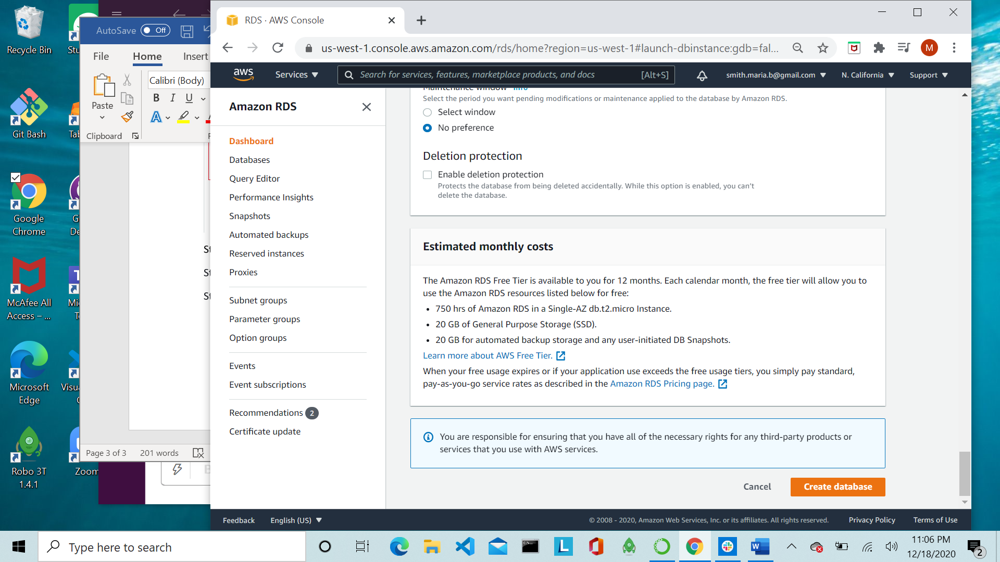 Recycle Bin
Git Bash
Google
Chrome
McAfee All
Access – ...
Microsoft
Edge
Robo 3T
1.4.1
Zoom
AutoSave Off
File Home Insert
Calibri (Body)
Paste
B I U
Clipboard
Page 3 of 3 201 words
RDS · AWS Console
us-west-1.console.aws.amazon.com/rds/home?region=us-west-1#launch-dbinstance:gdb=fal...
M
aws Services Search for services, features, marketplace products, and docs [Alt+S] smith.maria.b@gmail.com N. California Support
Amazon RDS
Dashboard
Databases
Query Editor
Performance Insights
Snapshots
Automated backups
Reserved instances
Proxies
Subnet groups
Parameter groups
Option groups
Events
Event subscriptions
Recommendations 2
Certificate update
Maintenance window Info
Select the period you want pending modifications or maintenance applied to the database by Amazon RDS.
Select window
No preference
Deletion protection
Enable deletion protection
Protects the database from being deleted accidentally. While this option is enabled, you can't
delete the database.
Estimated monthly costs
The Amazon RDS Free Tier is available to you for 12 months. Each calendar month, the free tier will allow you to
use the Amazon RDS resources listed below for free:
• 750 hrs of Amazon RDS in a Single-AZ db.t2.micro Instance.
• 20 GB of General Purpose Storage (SSD).
• 20 GB for automated backup storage and any user-initiated DB Snapshots.
Learn more about AWS Free Tier.
When your free usage expires or if your application use exceeds the free usage tiers, you simply pay standard,
pay-as-you-go service rates as described in the Amazon RDS Pricing page.
You are responsible for ensuring that you have all of the necessary rights for any third-party products or
services that you use with AWS services.
Cancel Create database
Feedback English (US) © 2008 - 2020, Amazon Web Services, Inc. or its affiliates. All rights reserved. Privacy Policy Terms of Use
Type here to search
11:06 PM
12/18/2020
2